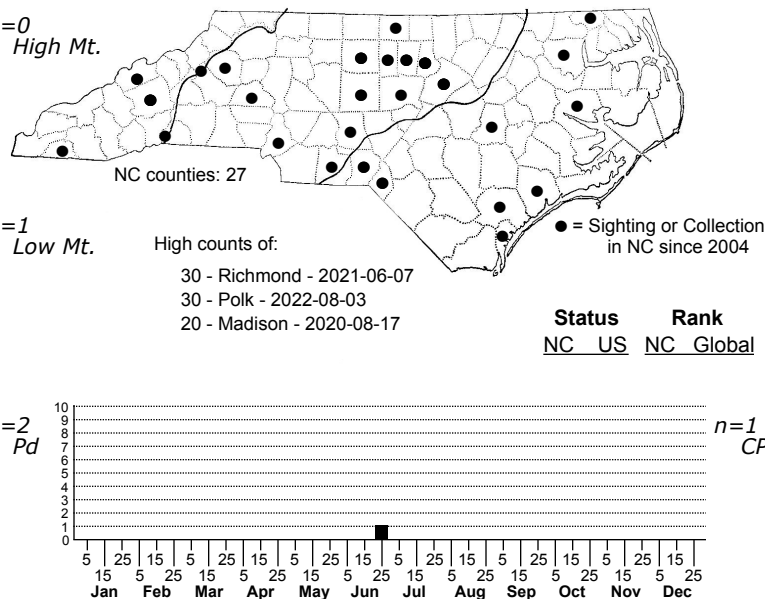 =0
High Mt.
NC counties: 27
=1
Low Mt.
High counts of:
30 - Richmond - 2021-06-07
30 - Polk - 2022-08-03
20 - Madison - 2020-08-17
= Sighting or Collection
in NC since 2004
Status Rank
NC US NC Global
=2
Pd
n=1
CP
10
9
8
7
6
5
4
3
2
1
0
5 25 15 5 25 15 5 25 15 5 25 15 5 25 15 5 25 15
15 5 25 15 5 25 15 5 25 15 5 25 15 5 25 15 5 25
Jan Feb Mar Apr May Jun Jul Aug Sep Oct Nov Dec